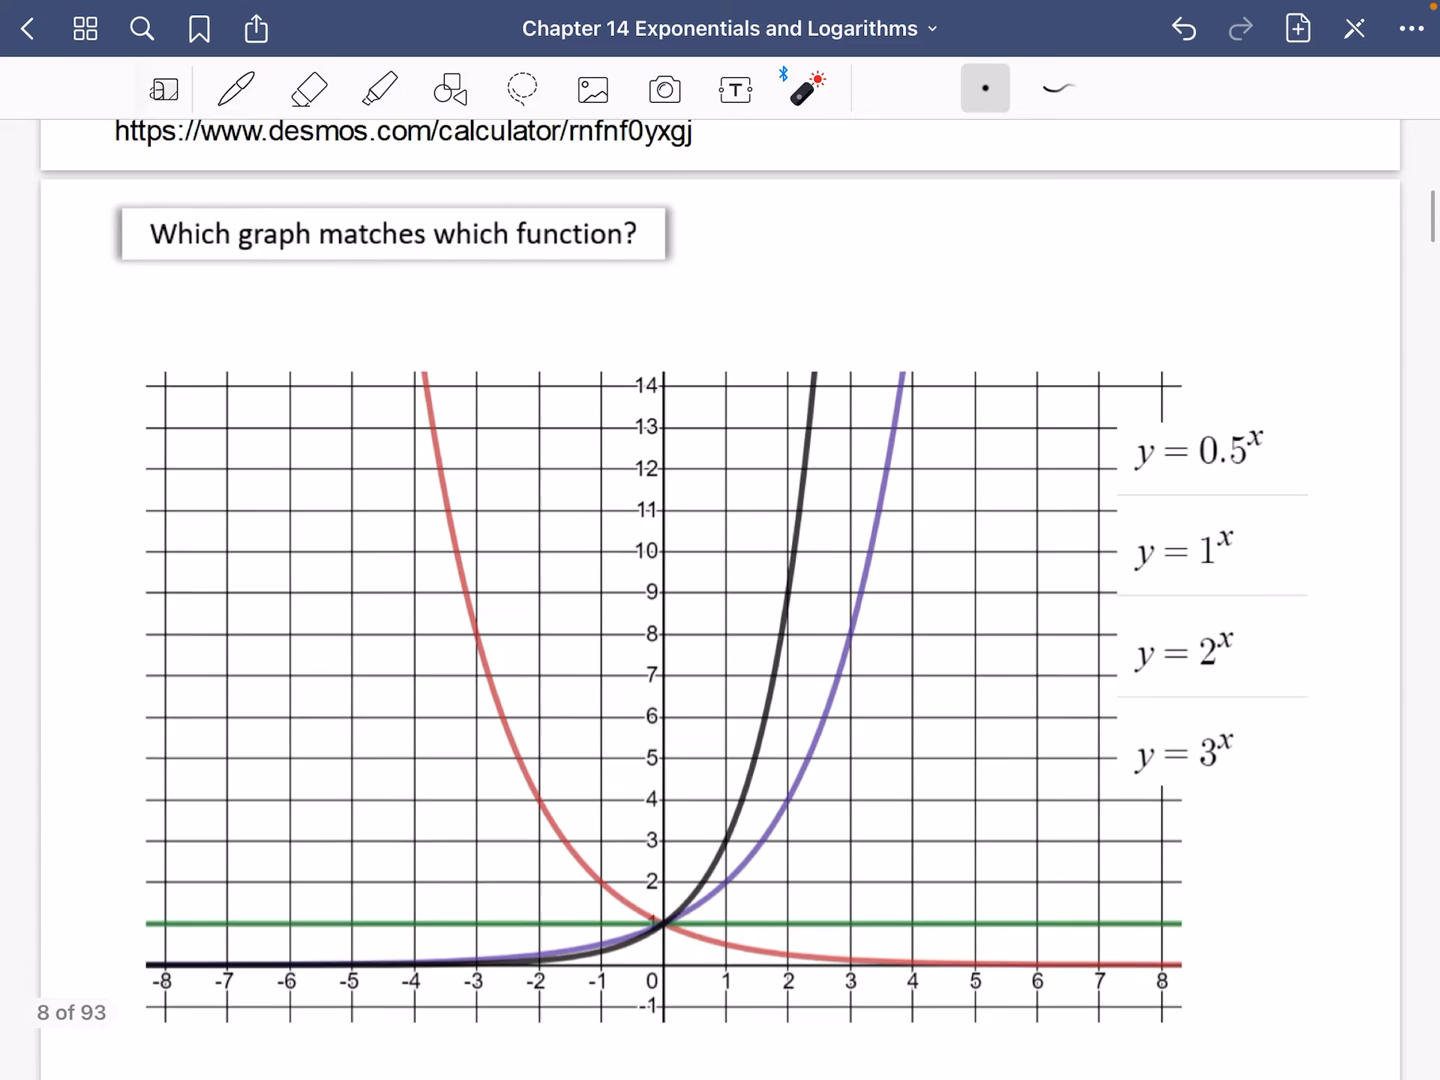 Chapter 14 Exponentials and Logarithms
T
https://www.desmos.com/calculator/rnfnf0yxgj
Which graph matches which function?
14
13
12
11
10
9
8
7
6
5
4
3
2
1
-8 -7 -6 -5 -4 -3 -2 -1 0 1 2 3 4 5 6 7 8
-1
y = 0.5^x
y = 1^x
y = 2^x
y = 3^x
8 of 93